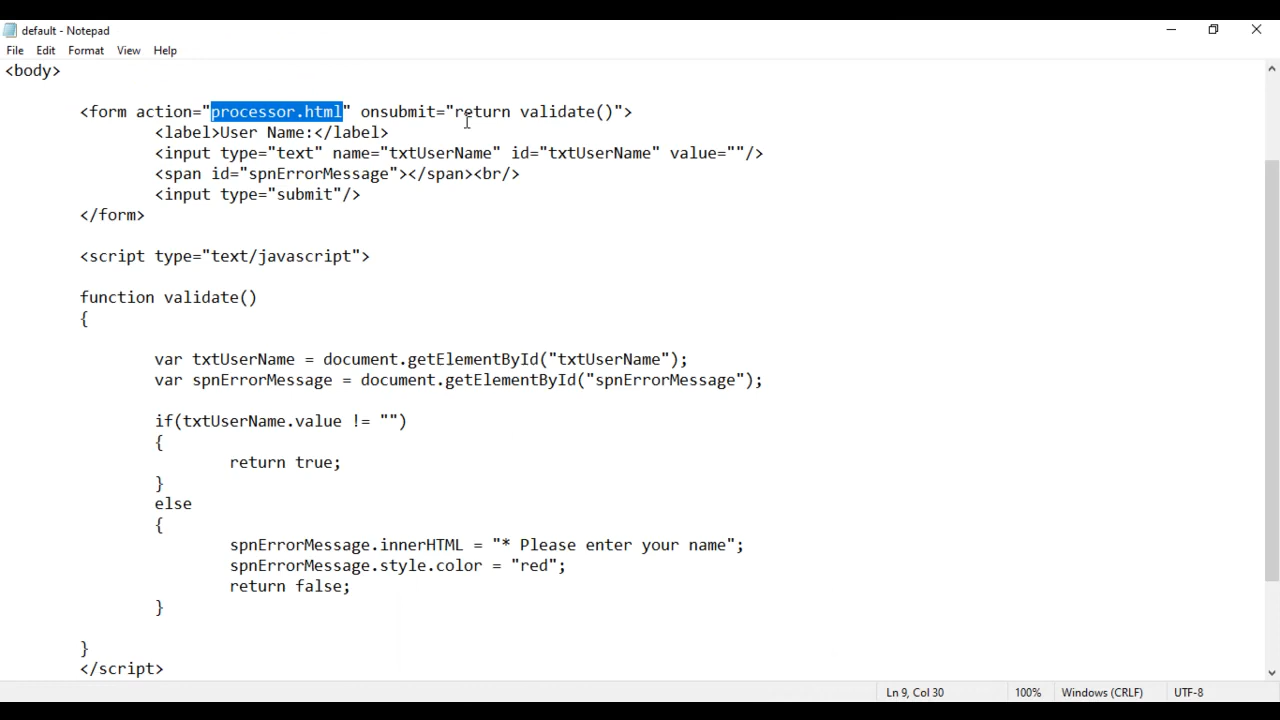 default - Notepad
File Edit Format View Help
<body>
<form action="processor.html" onsubmit="return validate()">
<label>User Name:</label>
<input type="text" name="txtUserName" id="txtUserName" value=""/>
<span id="spnErrorMessage"></span><br/>
<input type="submit"/>
</form>
<script type="text/javascript">
function validate()
{
var txtUserName = document.getElementById("txtUserName");
var spnErrorMessage = document.getElementById("spnErrorMessage");
if(txtUserName.value != "")
{
return true;
}
else
{
spnErrorMessage.innerHTML = "* Please enter your name";
spnErrorMessage.style.color = "red";
return false;
}
}
</script>
Ln 9, Col 30 100% Windows (CRLF) UTF-8